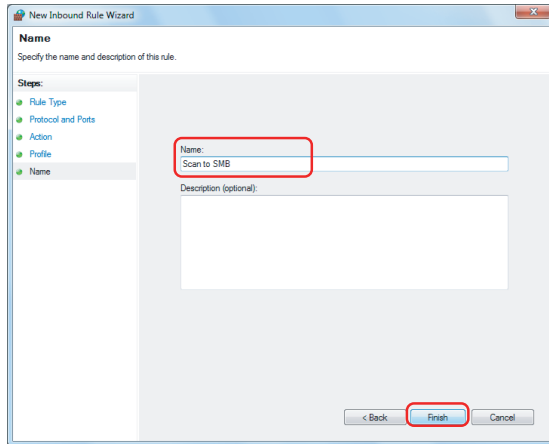 New Inbound Rule Wizard
Name
Specify the name and description of this rule.
Steps:
Rule Type
Protocol and Ports
Action
Profile
Name
Name:
Scan to SMB
Description (optional):
< Back Finish Cancel